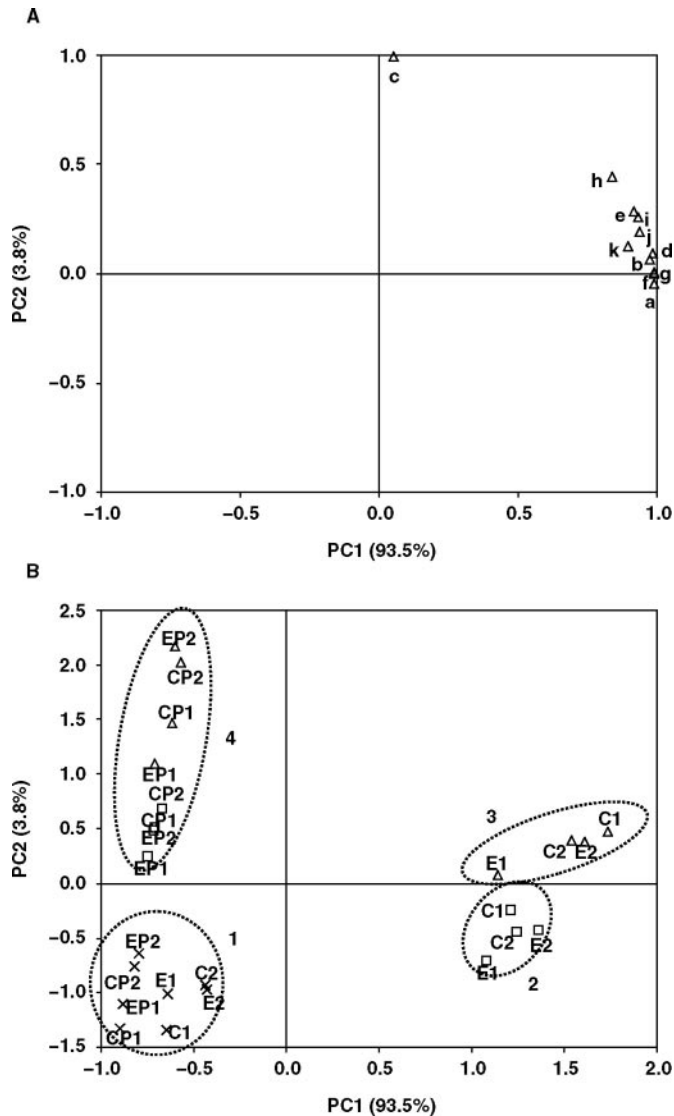 A
1.0
c
0.5
h
e i
j
k
d
b
0.0
f g
a
−0.5
−1.0
−1.0 −0.5 0.0 0.5 1.0
PC2 (3.8%)
PC1 (93.5%)
B
2.5
EP2
2.0
CP2
CP1
1.5
4
1.0
EP1
CP2
3
C1
CP1
0.5
EP2
C2 E2
EP1
E1
0.0
C1
1
−0.5
EP2
C2 E2
CP2
E1 C2
E1
2
−1.0
EP1
E2
CP1
C1
−1.5
−1.0 −0.5 0.0 0.5 1.0 1.5 2.0
PC2 (3.8%)
PC1 (93.5%)